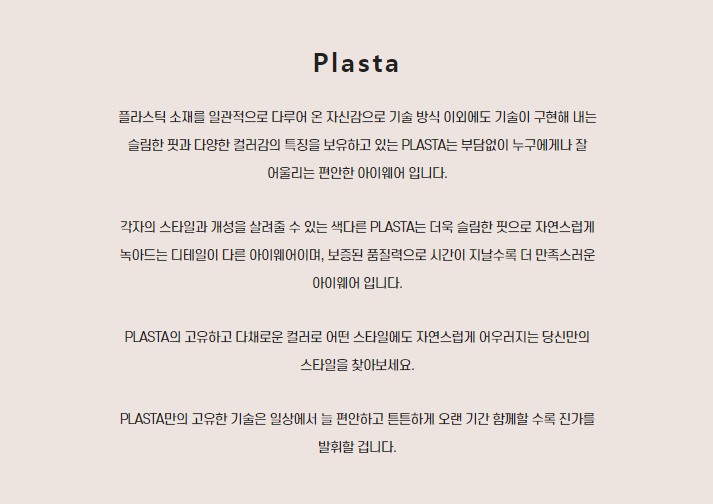 Plasta
플라스틱 소재를 일관적으로 다루어 온 자신감으로 기술 방식 이외에도 기술이 구현해 내는
슬림한 핏과 다양한 컬러감의 특징을 보유하고 있는 PLASTA는 부담없이 누구에게나 잘
어울리는 편안한 아이웨어 입니다.
각자의 스타일과 개성을 살려줄 수 있는 색다른 PLASTA는 더욱 슬림한 핏으로 자연스럽게
녹아드는 디테일이 다른 아이웨어이며, 보증된 품질력으로 시간이 지날수록 더 만족스러운
아이웨어 입니다.
PLASTA의 고유하고 다채로운 컬러로 어떤 스타일에도 자연스럽게 어우러지는 당신만의
스타일을 찾아보세요.
PLASTA만의 고유한 기술은 일상에서 늘 편안하고 튼튼하게 오랜 기간 함께할 수록 진가를
발휘할 겁니다.